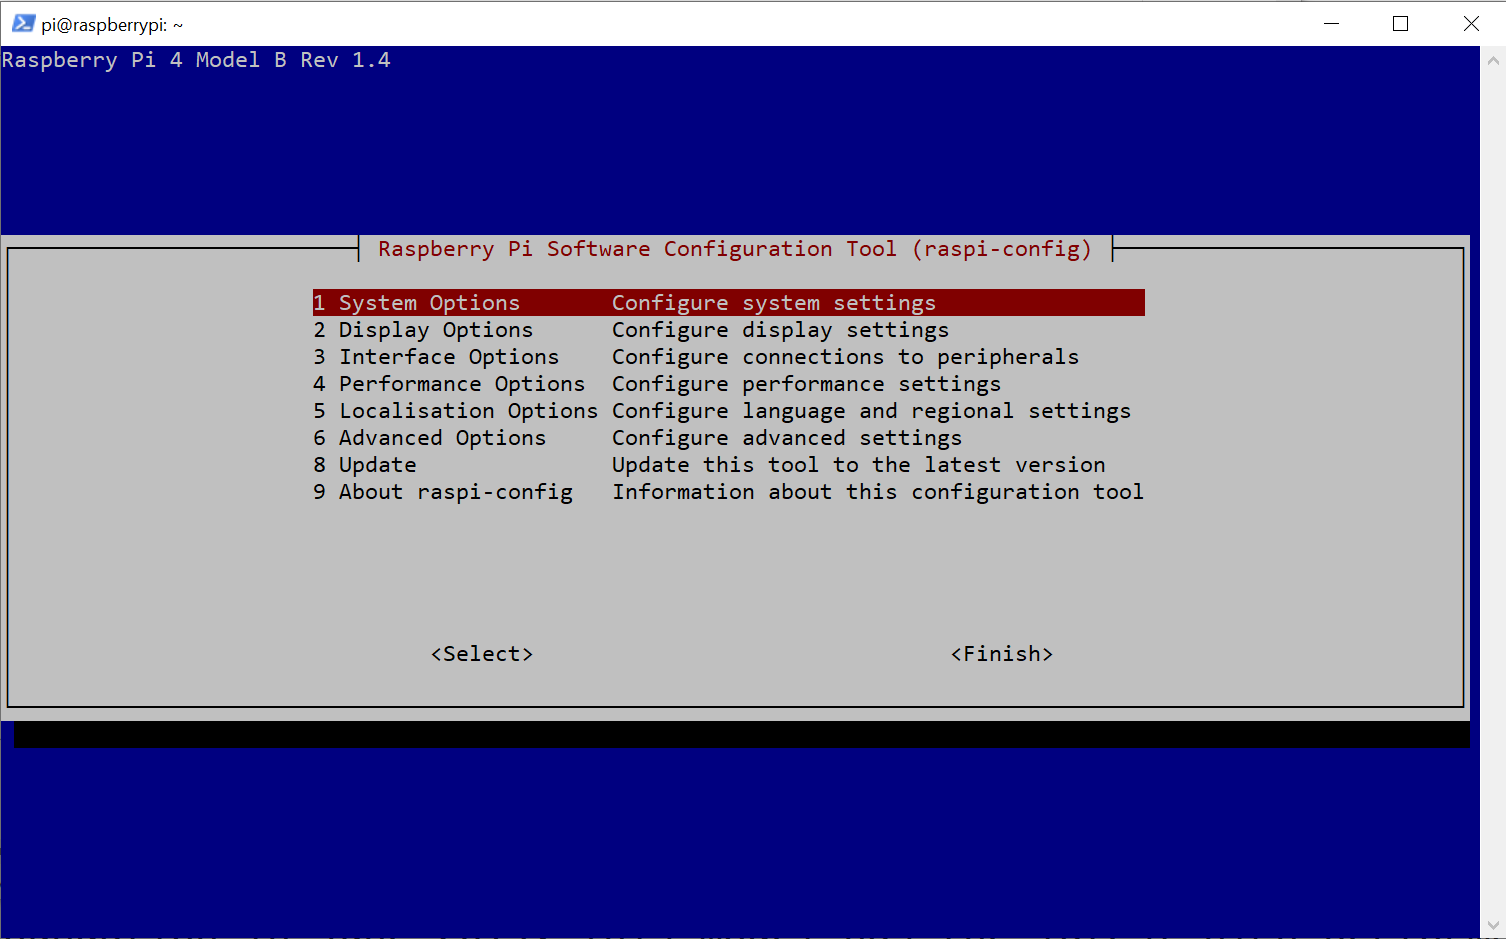 pi@raspberrypi: ~
Raspberry Pi 4 Model B Rev 1.4
Raspberry Pi Software Configuration Tool (raspi-config)
1 System Options Configure system settings
2 Display Options Configure display settings
3 Interface Options Configure connections to peripherals
4 Performance Options Configure performance settings
5 Localisation Options Configure language and regional settings
6 Advanced Options Configure advanced settings
8 Update Update this tool to the latest version
9 About raspi-config Information about this configuration tool
<Select> <Finish>